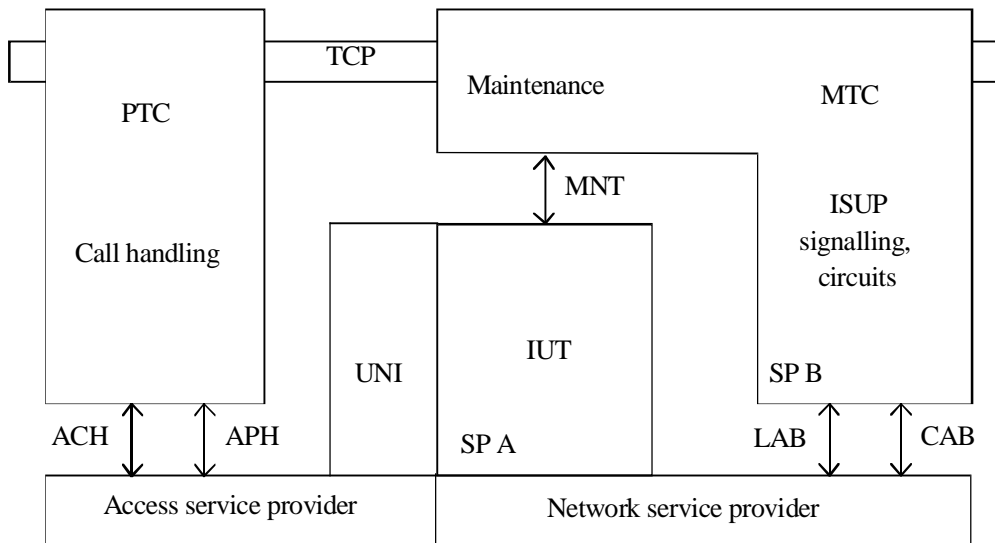 TCP
Maintenance
MTC
PTC
MNT
ISUP
signalling,
circuits
Call handling
UNI
IUT
SP B
SP A
ACH
APH
LAB
CAB
Access service provider
Network service provider